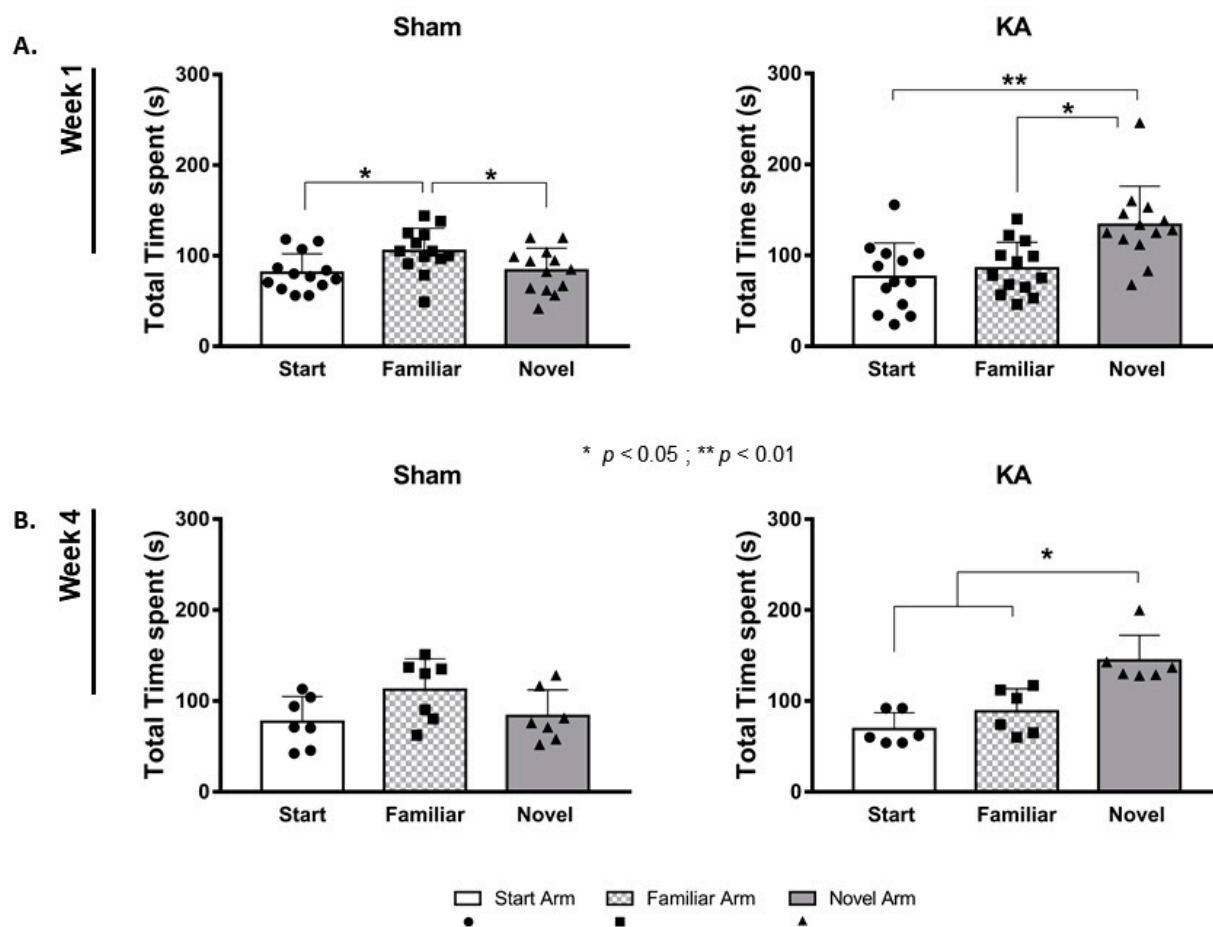 A.
Week 1
Sham
Total Time spent (s)
300
200
100
0
* *
Start Familiar Novel
KA
Total Time spent (s)
300
200
100
0
**
*
Start Familiar Novel
* p < 0.05 ; ** p < 0.01
B.
Week 4
Sham
Total Time spent (s)
300
200
100
0
Start Familiar Novel
KA
Total Time spent (s)
300
200
100
0
*
Start Familiar Novel
Start Arm Familiar Arm Novel Arm